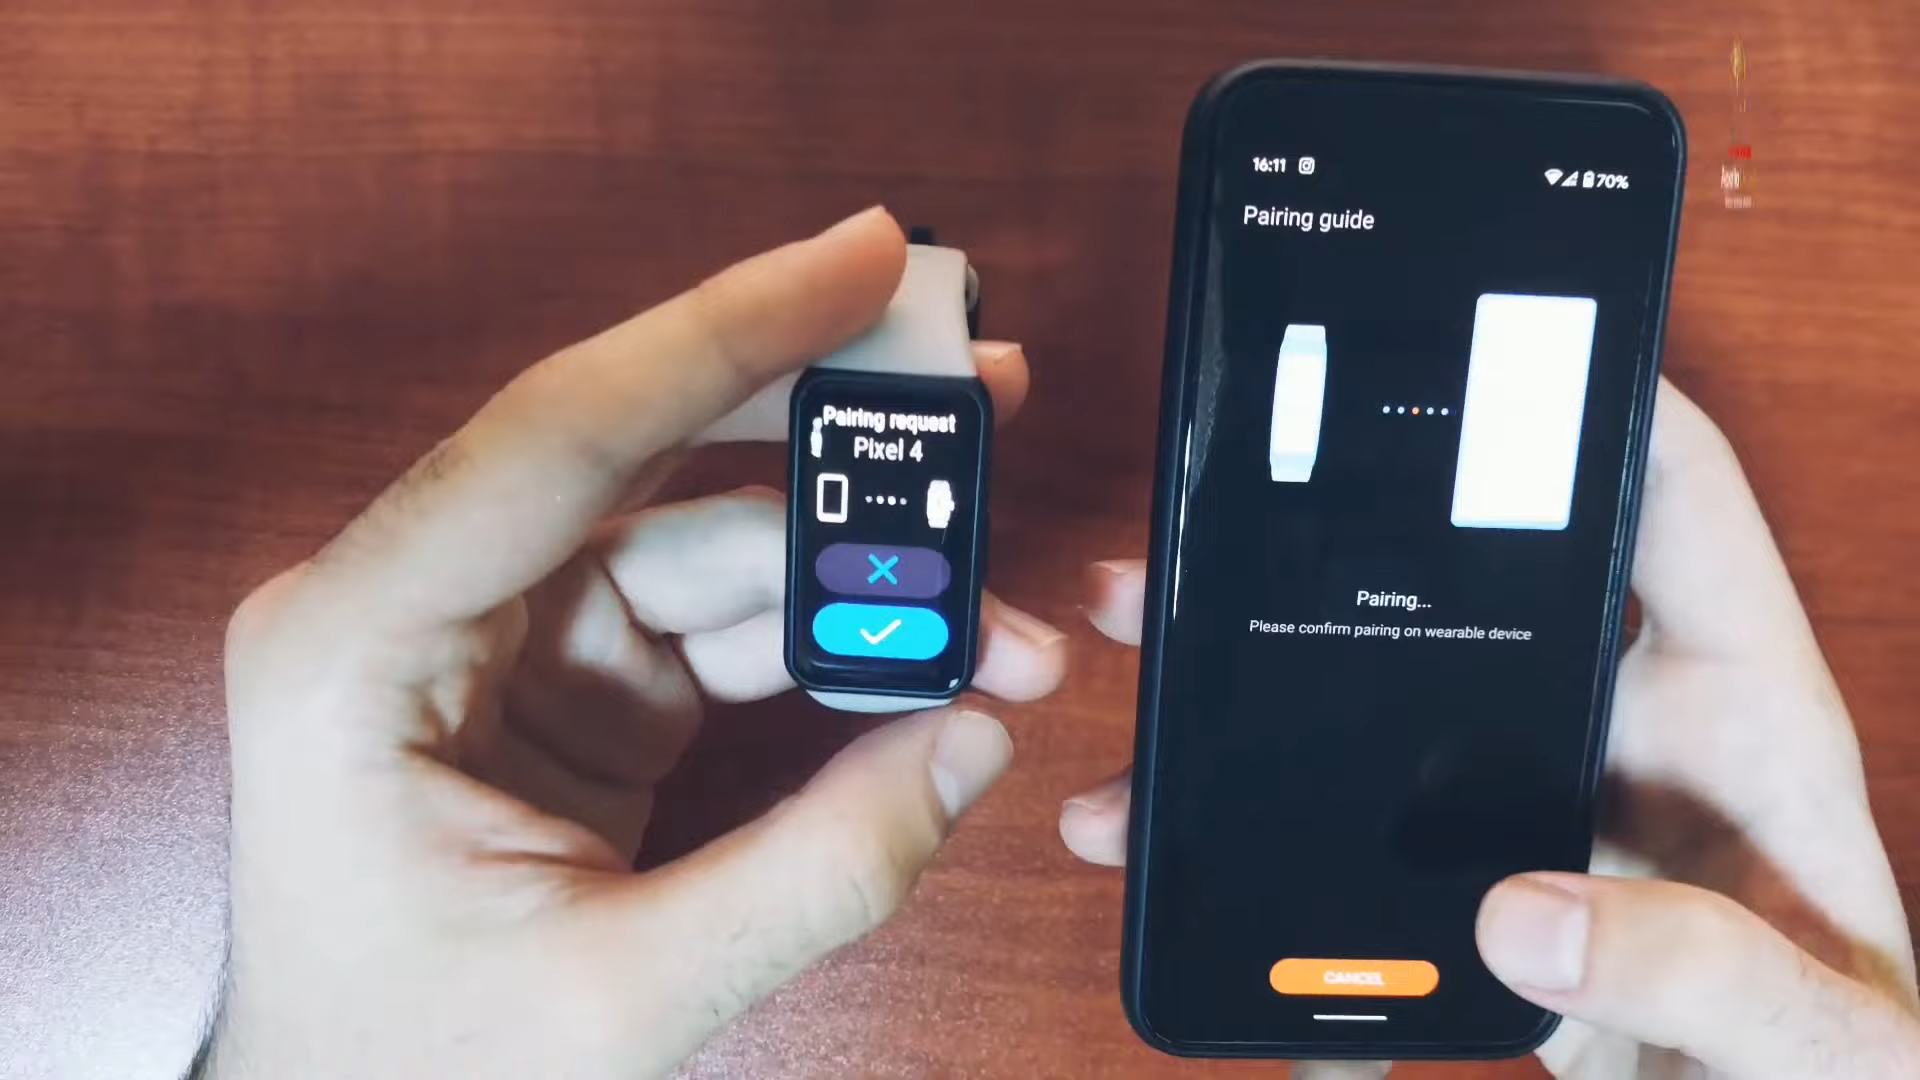 Pairing request
Pixel 4
16:11
70%
Pairing guide
Pairing...
Please confirm pairing on wearable device
CANCEL